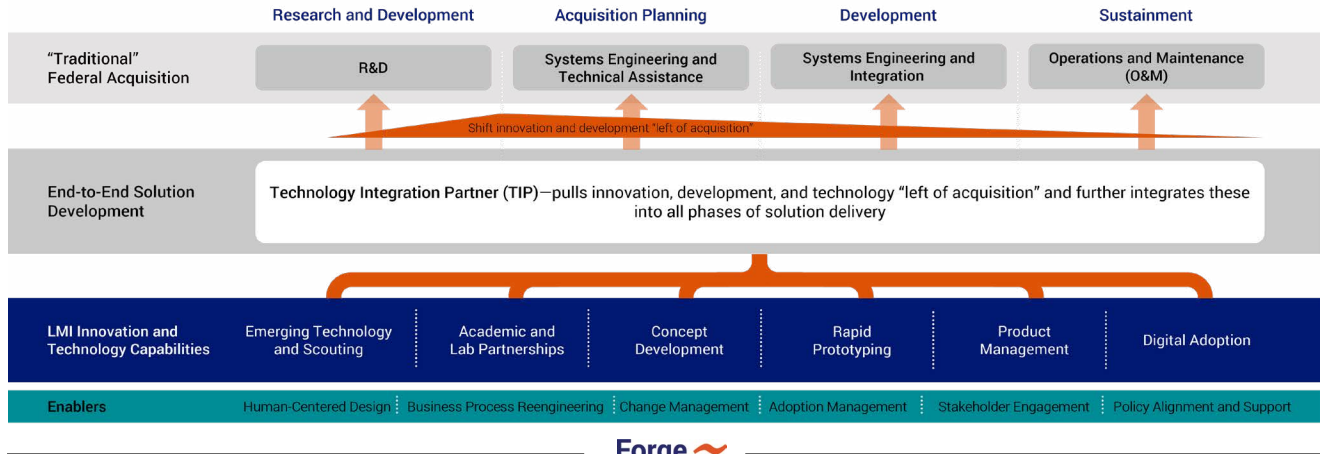 Research and Development
Acquisition Planning
Development
Sustainment
“Traditional”
Federal Acquisition
R&D
Systems Engineering and
Technical Assistance
Systems Engineering and
Integration
Operations and Maintenance
(O&M)
Shift innovation and development “left of acquisition”
End-to-End Solution
Development
Technology Integration Partner (TIP)—pulls innovation, development, and technology “left of acquisition” and further integrates these
into all phases of solution delivery
LMI Innovation and
Technology Capabilities
Emerging Technology
and Scouting
Academic and
Lab Partnerships
Concept
Development
Rapid
Prototyping
Product
Management
Digital Adoption
Enablers
Human-Centered Design
Business Process Reengineering
Change Management
Adoption Management
Stakeholder Engagement
Policy Alignment and Support
Forge